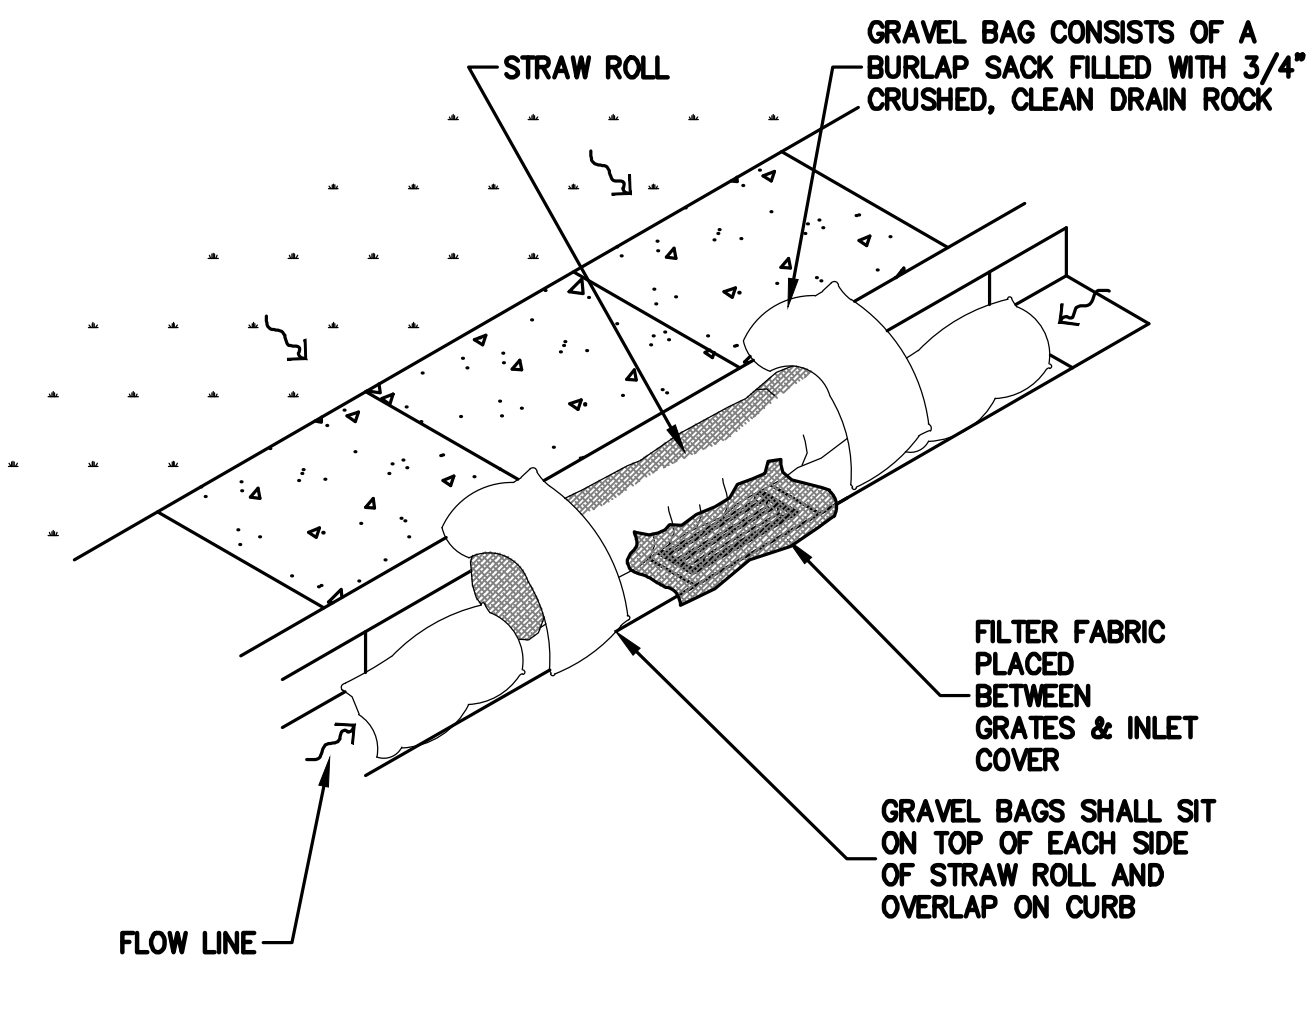 GRAVEL BAG CONSISTS OF A
BURLAP SACK FILLED WITH 3/4"
CRUSHED, CLEAN DRAIN ROCK
STRAW ROLL
FILTER FABRIC
PLACED
BETWEEN
GRATES & INLET
COVER
GRAVEL BAGS SHALL SIT
ON TOP OF EACH SIDE
OF STRAW ROLL AND
OVERLAP ON CURB
FLOW LINE